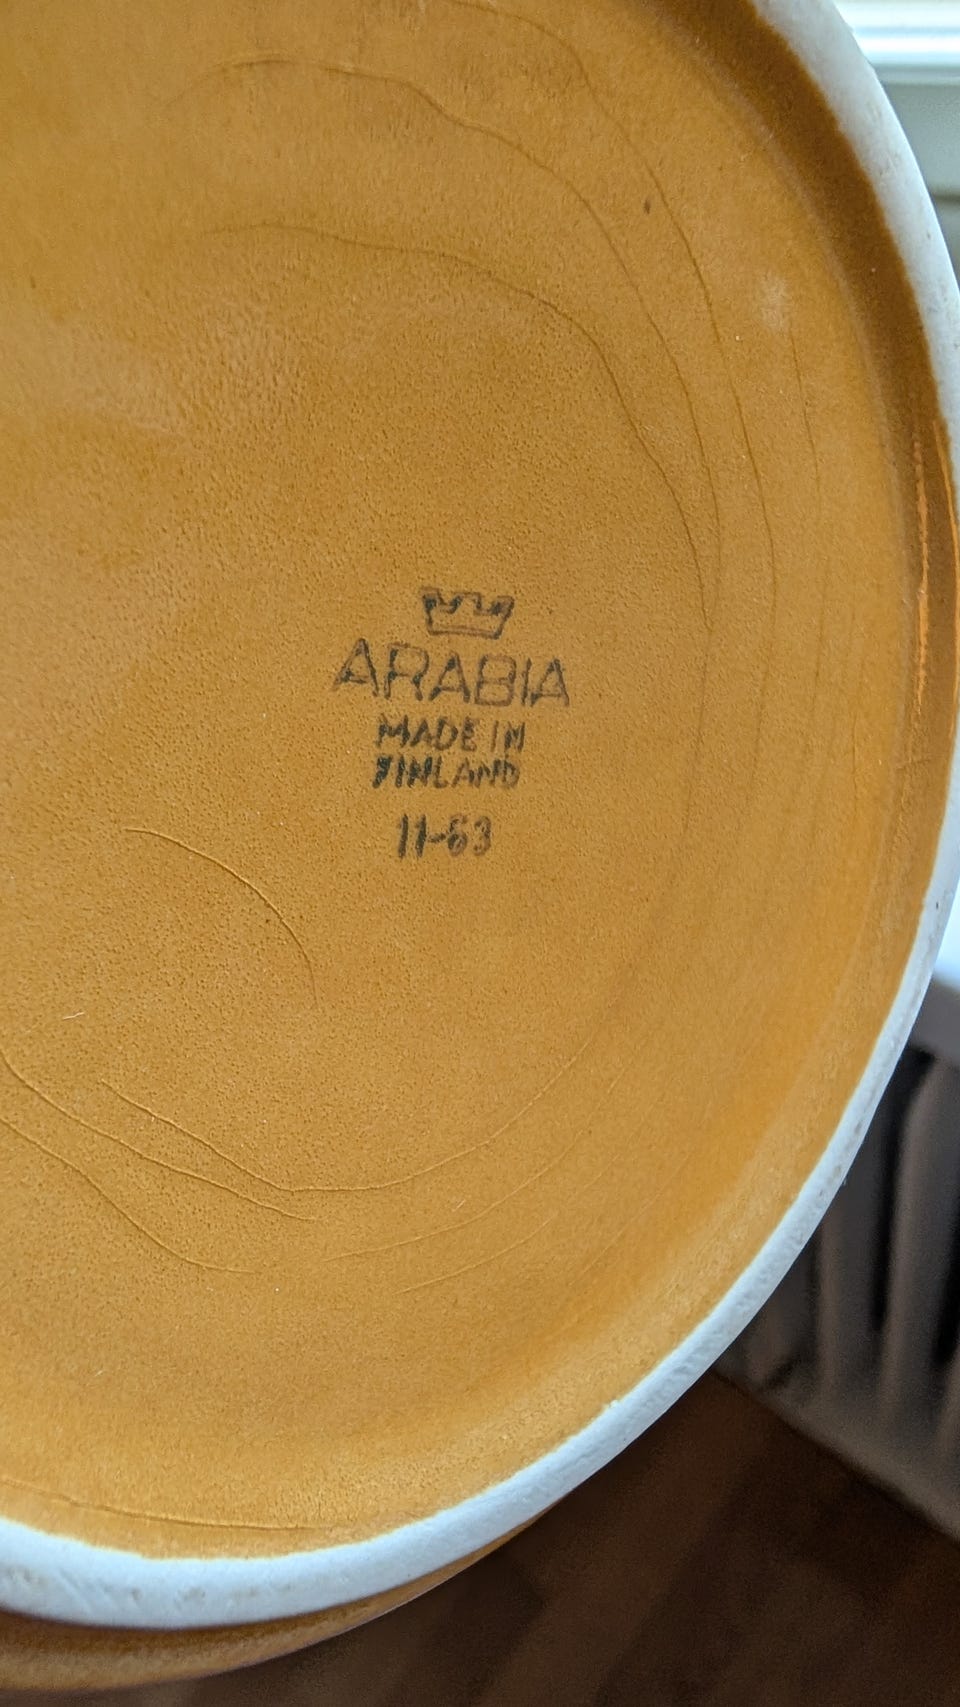 ARABIA
MADE IN
FINLAND
11-63